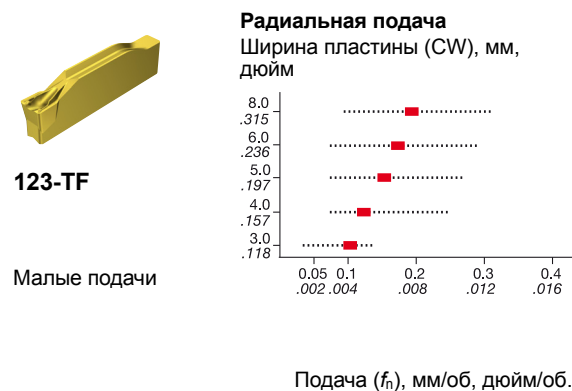 Радиальная подача
Ширина пластины (CW), мм,
дюйм
123-TF
Малые подачи
8.0
.315
6.0
.236
5.0
.197
4.0
.157
3.0
.118
0.05 0.1 0.2 0.3 0.4
.002 .004 .008 .012 .016
Подача (fn), мм/об, дюйм/об.